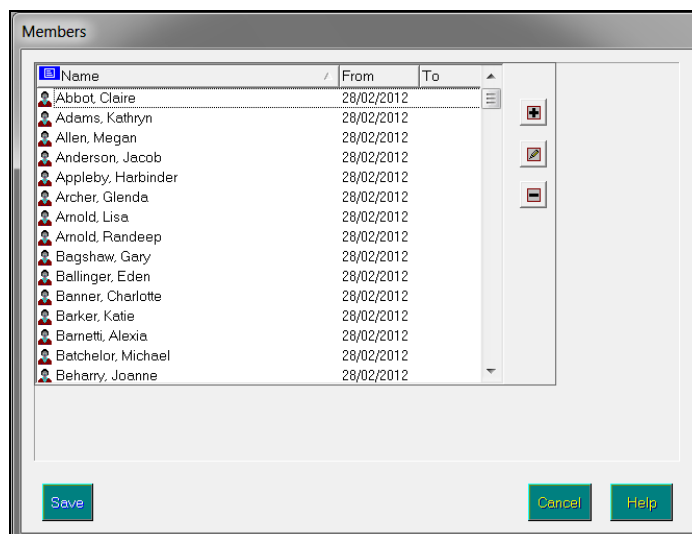 Members
Name From To
Abbot, Claire 28/02/2012
Adams, Kathryn 28/02/2012
Allen, Megan 28/02/2012
Anderson, Jacob 28/02/2012
Appleby, Harbinder 28/02/2012
Archer, Glenda 28/02/2012
Arnold, Lisa 28/02/2012
Arnold, Randeep 28/02/2012
Bagshaw, Gary 28/02/2012
Ballinger, Eden 28/02/2012
Banner, Charlotte 28/02/2012
Barker, Katie 28/02/2012
Barnetti, Alexia 28/02/2012
Batchelor, Michael 28/02/2012
Beharry, Joanne 28/02/2012
Save Cancel Help